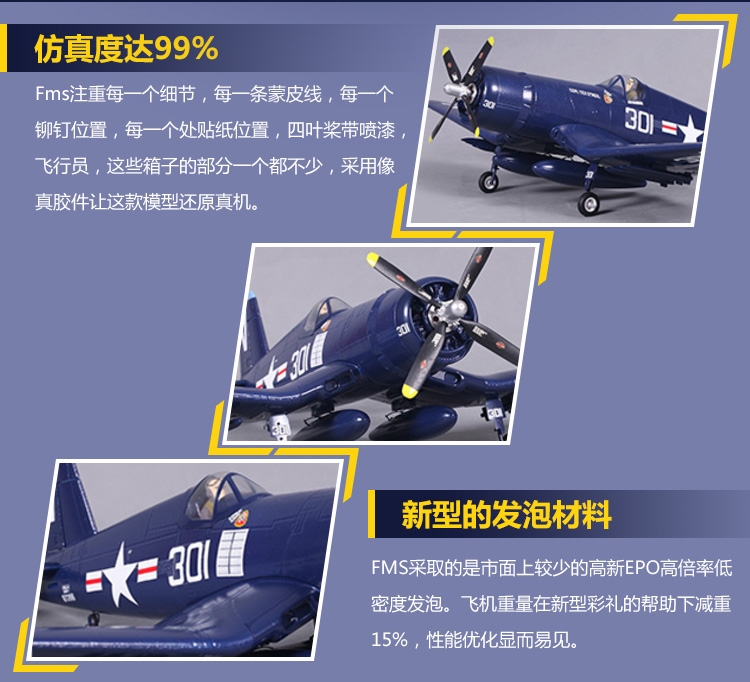 仿真度达99%
Fms注重每一个细节，每一条蒙皮线，每一个
铆钉位置，每一个处贴纸位置，四叶桨带喷漆，
飞行员，这些箱子的部分一个都不少，采用像
真胶件让这款模型还原真机。
301
301
301
301
301
301
301
新型的发泡材料
FMS采取的是市面上较少的高新EPO高倍率低
密度发泡。飞机重量在新型彩礼的帮助下减重
15%，性能优化显而易见。